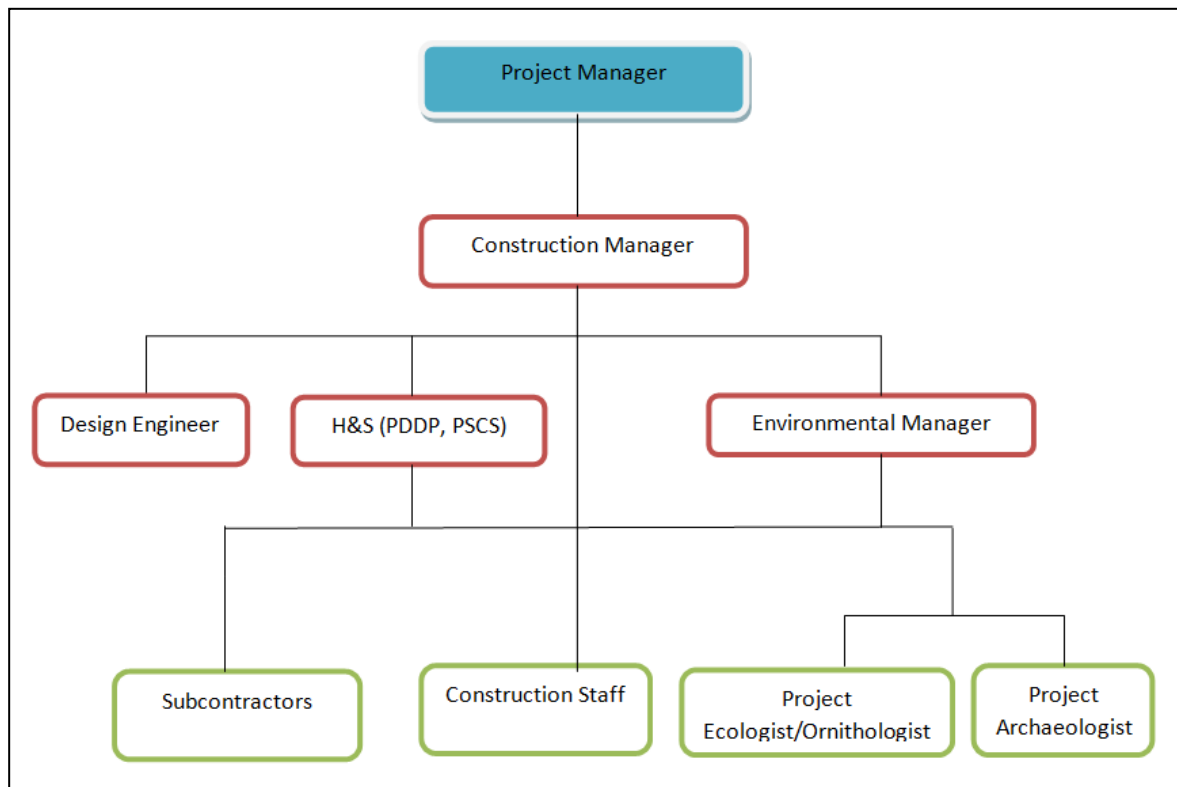 Project Manager
Construction Manager
Design Engineer
H&S (PDDP, PSCS)
Environmental Manager
Subcontractors
Construction Staff
Project
Ecologist/Ornithologist
Project
Archaeologist